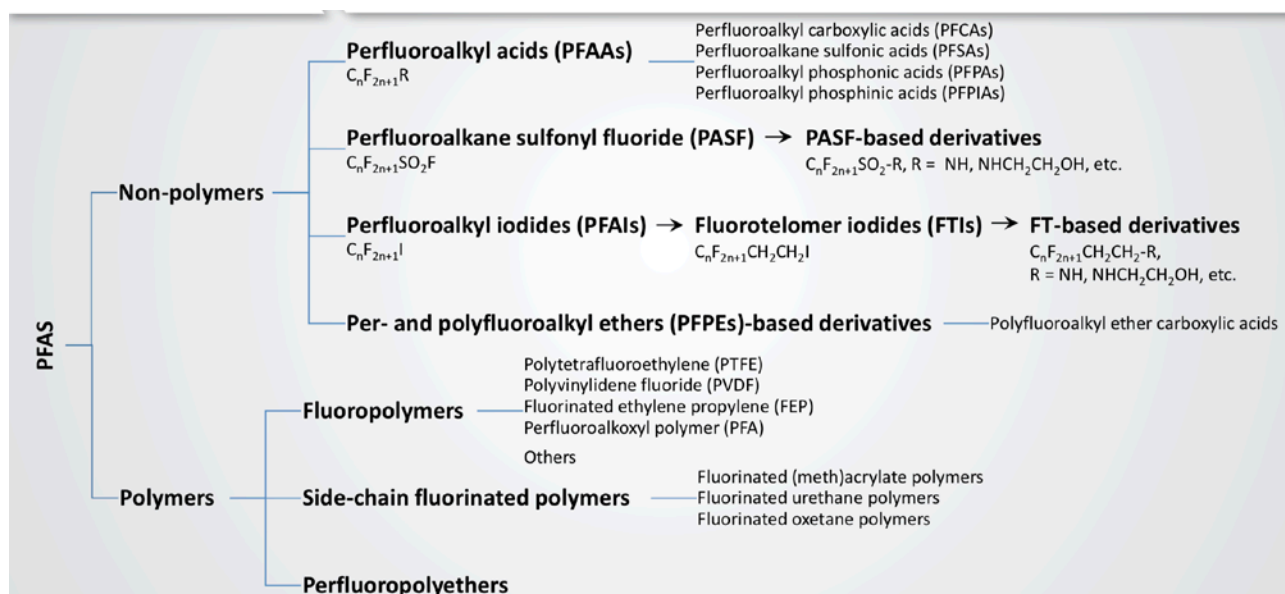 Perfluoroalkyl acids (PFAAs)
CₙF₂ₙ₊₁R
Perfluoroalkyl carboxylic acids (PFCAs)
Perfluoroalkane sulfonic acids (PFSAs)
Perfluoroalkyl phosphonic acids (PFPAs)
Perfluoroalkyl phosphinic acids (PFPIAs)
Perfluoroalkane sulfonyl fluoride (PASF) → PASF-based derivatives
CₙF₂ₙ₊₁SO₂F
CₙF₂ₙ₊₁SO₂-R, R = NH, NHCH₂CH₂OH, etc.
Non-polymers
Perfluoroalkyl iodides (PFAIs) → Fluorotelomer iodides (FTIs) → FT-based derivatives
CₙF₂ₙ₊₁I
CₙF₂ₙ₊₁CH₂CH₂I
CₙF₂ₙ₊₁CH₂CH₂-R,
R = NH, NHCH₂CH₂OH, etc.
Per- and polyfluoroalkyl ethers (PFPEs)-based derivatives
Polyfluoroalkyl ether carboxylic acids
PFAS
Polytetrafluoroethylene (PTFE)
Polyvinylidene fluoride (PVDF)
Fluoropolymers
Fluorinated ethylene propylene (FEP)
Perfluoroalkoxyl polymer (PFA)
Others
Polymers
Side-chain fluorinated polymers
Fluorinated (meth)acrylate polymers
Fluorinated urethane polymers
Fluorinated oxetane polymers
Perfluoropolyethers